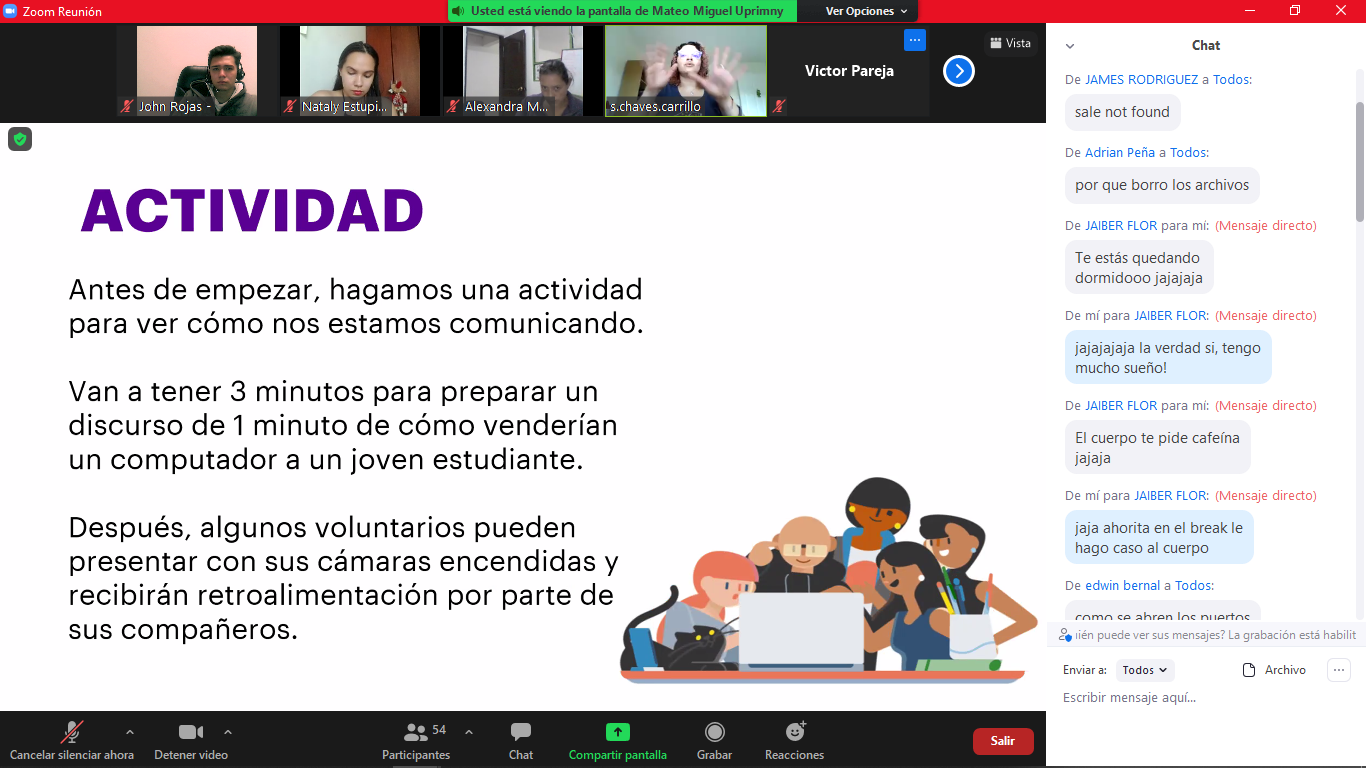 Zoom Reunión
Usted está viendo la pantalla de Mateo Miguel Uprimny
Ver Opciones
John Rojas -
Nataly Estupi...
Alexandra M...
s.chaves.carrillo
Victor Pareja
Vista
ACTIVIDAD
Antes de empezar, hagamos una actividad
para ver cómo nos estamos comunicando.
Van a tener 3 minutos para preparar un
discurso de 1 minuto de cómo venderían
un computador a un joven estudiante.
Después, algunos voluntarios pueden
presentar con sus cámaras encendidas y
recibirán retroalimentación por parte de
sus compañeros.
Chat
De JAMES RODRIGUEZ a Todos:
sale not found
De Adrian Peña a Todos:
por que borro los archivos
De JAIBER FLOR para mí: (Mensaje directo)
Te estás quedando
dormidooo jajajaja
De mí para JAIBER FLOR: (Mensaje directo)
jajajajaja la verdad si, tengo
mucho sueño!
De JAIBER FLOR para mí: (Mensaje directo)
El cuerpo te pide cafeína
jajaja
De mí para JAIBER FLOR: (Mensaje directo)
jaja ahorita en el break le
hago caso al cuerpo
De edwin bernal a Todos:
como se abren los puertos
uién puede ver sus mensajes? La grabación está habilit
Enviar a: Todos
Archivo
Escribir mensaje aquí...
Cancelar silenciar ahora
Detener video
54
Participantes
Chat
Compartir pantalla
Grabar
Reacciones
Salir